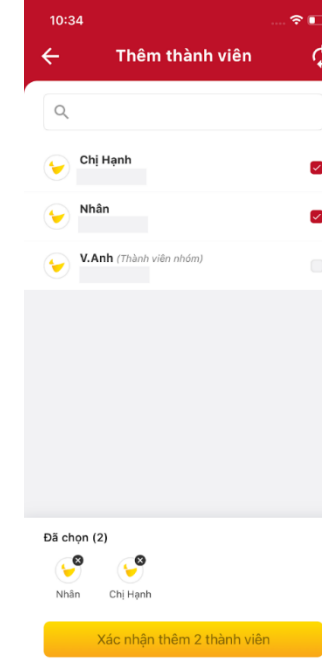 10:34
Thêm thành viên
Chị Hạnh
Nhân
V.Anh (Thành viên nhóm)
Đã chọn (2)
Nhân
Chị Hạnh
Xác nhận thêm 2 thành viên